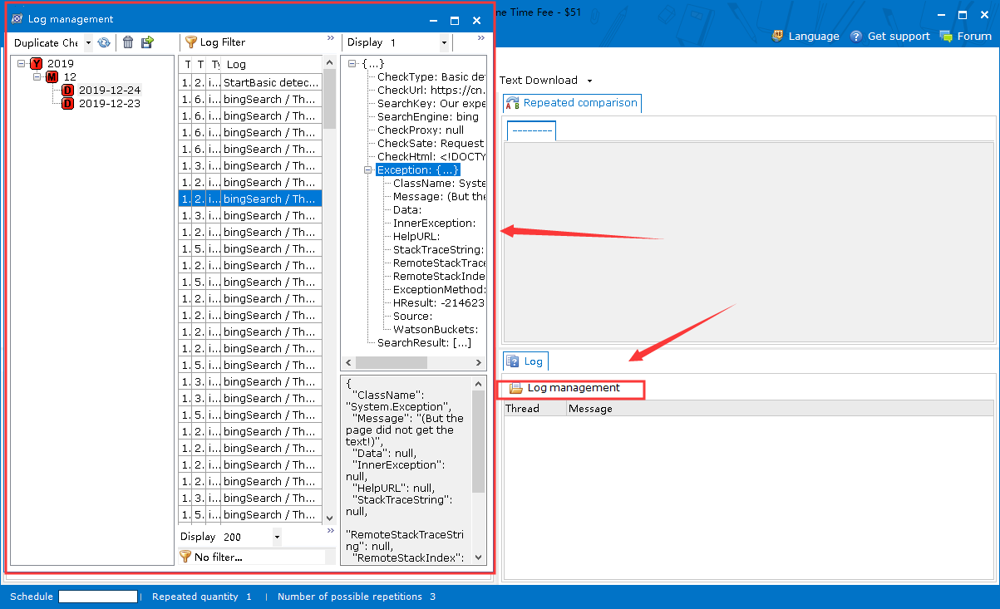 Log management
Duplicate Che
Log Filter
»
Display 1
»
Y 2019
M 12
D 2019-12-24
D 2019-12-23
T T Ty Log
1. 2. i... StartBasic detec...
1. 6. i... bingSearch / Th...
1. 6. i... bingSearch / Th...
1. 6. i... bingSearch / Th...
1. 6. i... bingSearch / Th...
1. 3. i... bingSearch / Th...
1. 2. i... bingSearch / Th...
1. 2. i... bingSearch / Th...
1. 3. i... bingSearch / Th...
1. 2. i... bingSearch / Th...
1. 5. i... bingSearch / Th...
1. 2. i... bingSearch / Th...
1. 5. i... bingSearch / Th...
1. 2. i... bingSearch / Th...
1. 2. i... bingSearch / Th...
1. 2. i... bingSearch / Th...
1. 2. i... bingSearch / Th...
1. 5. i... bingSearch / Th...
1. 3. i... bingSearch / Th...
1. 3. i... bingSearch / Th...
1. 5. i... bingSearch / Th...
1. 2. i... bingSearch / Th...
1. 2. i... bingSearch / Th...
1. 2. i... bingSearch / Th...
1. 2. i... bingSearch / Th...
1. 3. i... bingSearch / Th...
1. 5. i... bingSearch / Th...
Display 200
»
No filter...
{...}
CheckType: Basic de
CheckUrl: https://cn.
SearchKey: Our expe
SearchEngine: bing
CheckProxy: null
CheckSate: Request
CheckHtml: <!DOCTY
Exception: {...}
ClassName: Syste
Message: (But the
Data:
InnerException:
HelpURL:
StackTraceString:
RemoteStackTrace
RemoteStackInde
ExceptionMethod:
HResult: -214623
Source:
WatsonBuckets:
SearchResult: [...]
{
"ClassName":
"System.Exception",
"Message": "(But the
page did not get the
text!)",
"Data": null,
"InnerException":
null,
"HelpURL": null,
"StackTraceString":
null,
"RemoteStackTraceStri
ng": null,
"RemoteStackIndex":
ne Time Fee - $51
Language
Get support
Forum
Text Download
Repeated comparison
--------
Log
Log management
Thread Message
Schedule
| Repeated quantity 1
| Number of possible repetitions 3